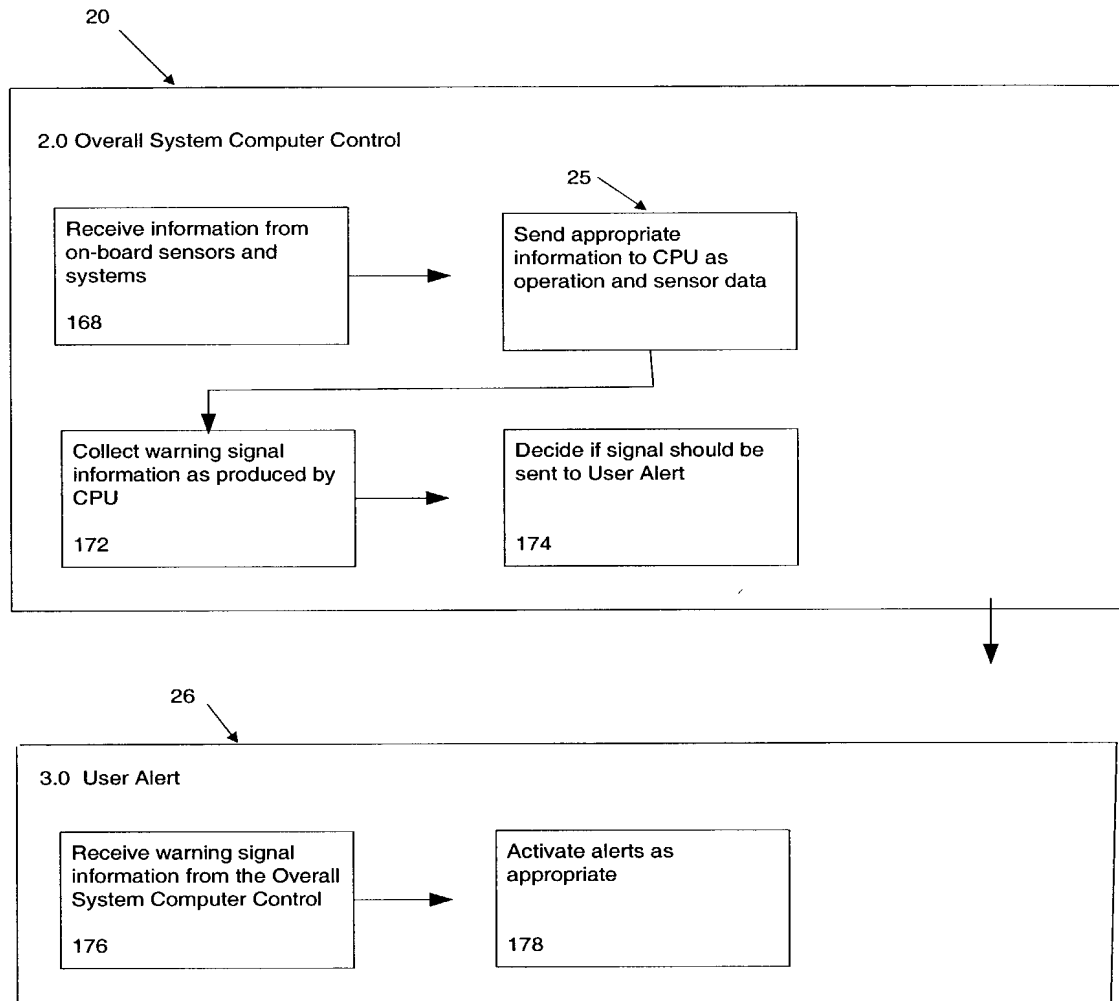 20
2.0 Overall System Computer Control
25
Receive information from
on-board sensors and
systems
168
Send appropriate
information to CPU as
operation and sensor data
Collect warning signal
information as produced by
CPU
172
Decide if signal should be
sent to User Alert
174
26
3.0 User Alert
Receive warning signal
information from the Overall
System Computer Control
176
Activate alerts as
appropriate
178